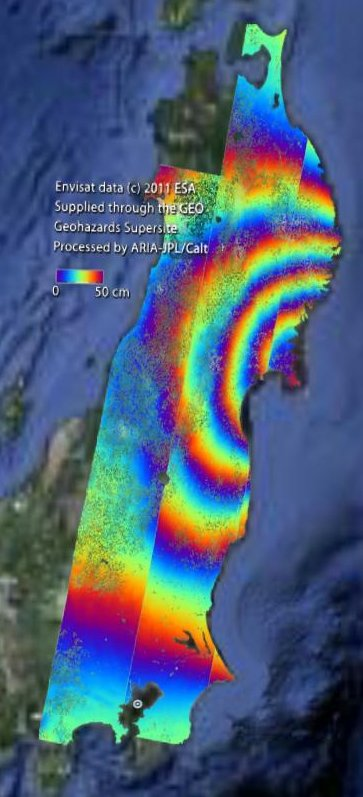 Envisat data (c) 2011 ESA
Supplied through the GEO
Geohazards Supersite
Processed by ARIA-JPL/Calt
0 50 cm